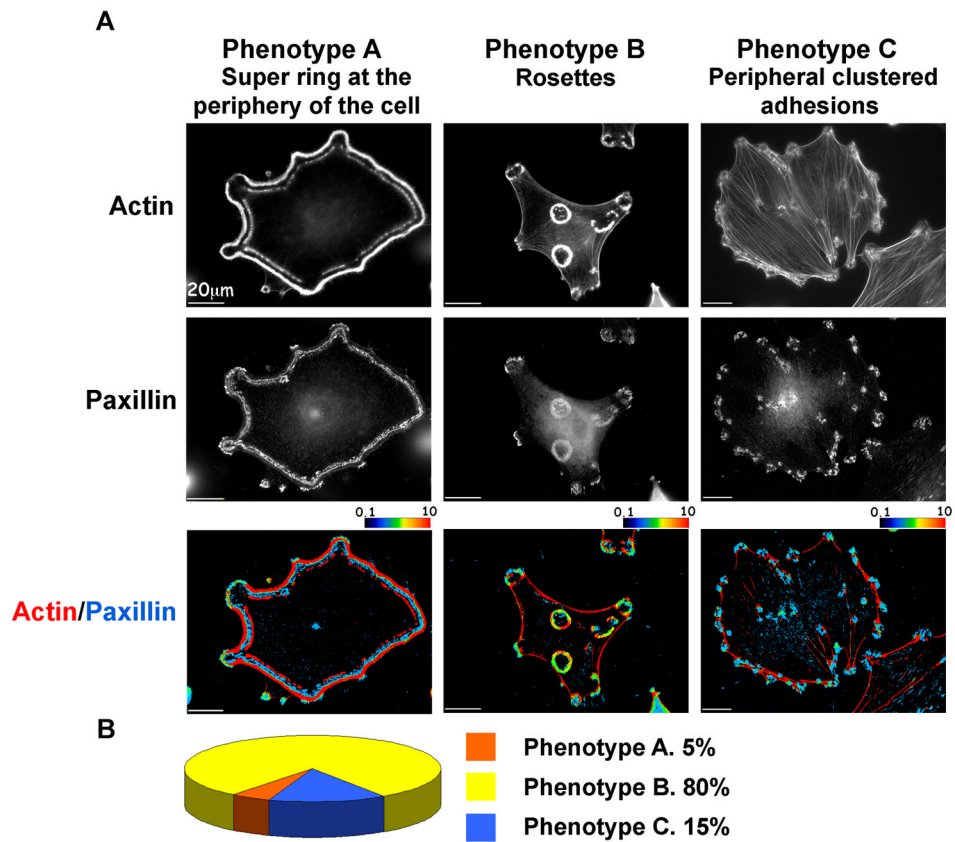 A
Phenotype A
Super ring at the
periphery of the cell
Phenotype B
Rosettes
Phenotype C
Peripheral clustered
adhesions
Actin
20µm
Paxillin
0.1 10
0.1 10
0.1 10
Actin/Paxillin
B
Phenotype A. 5%
Phenotype B. 80%
Phenotype C. 15%